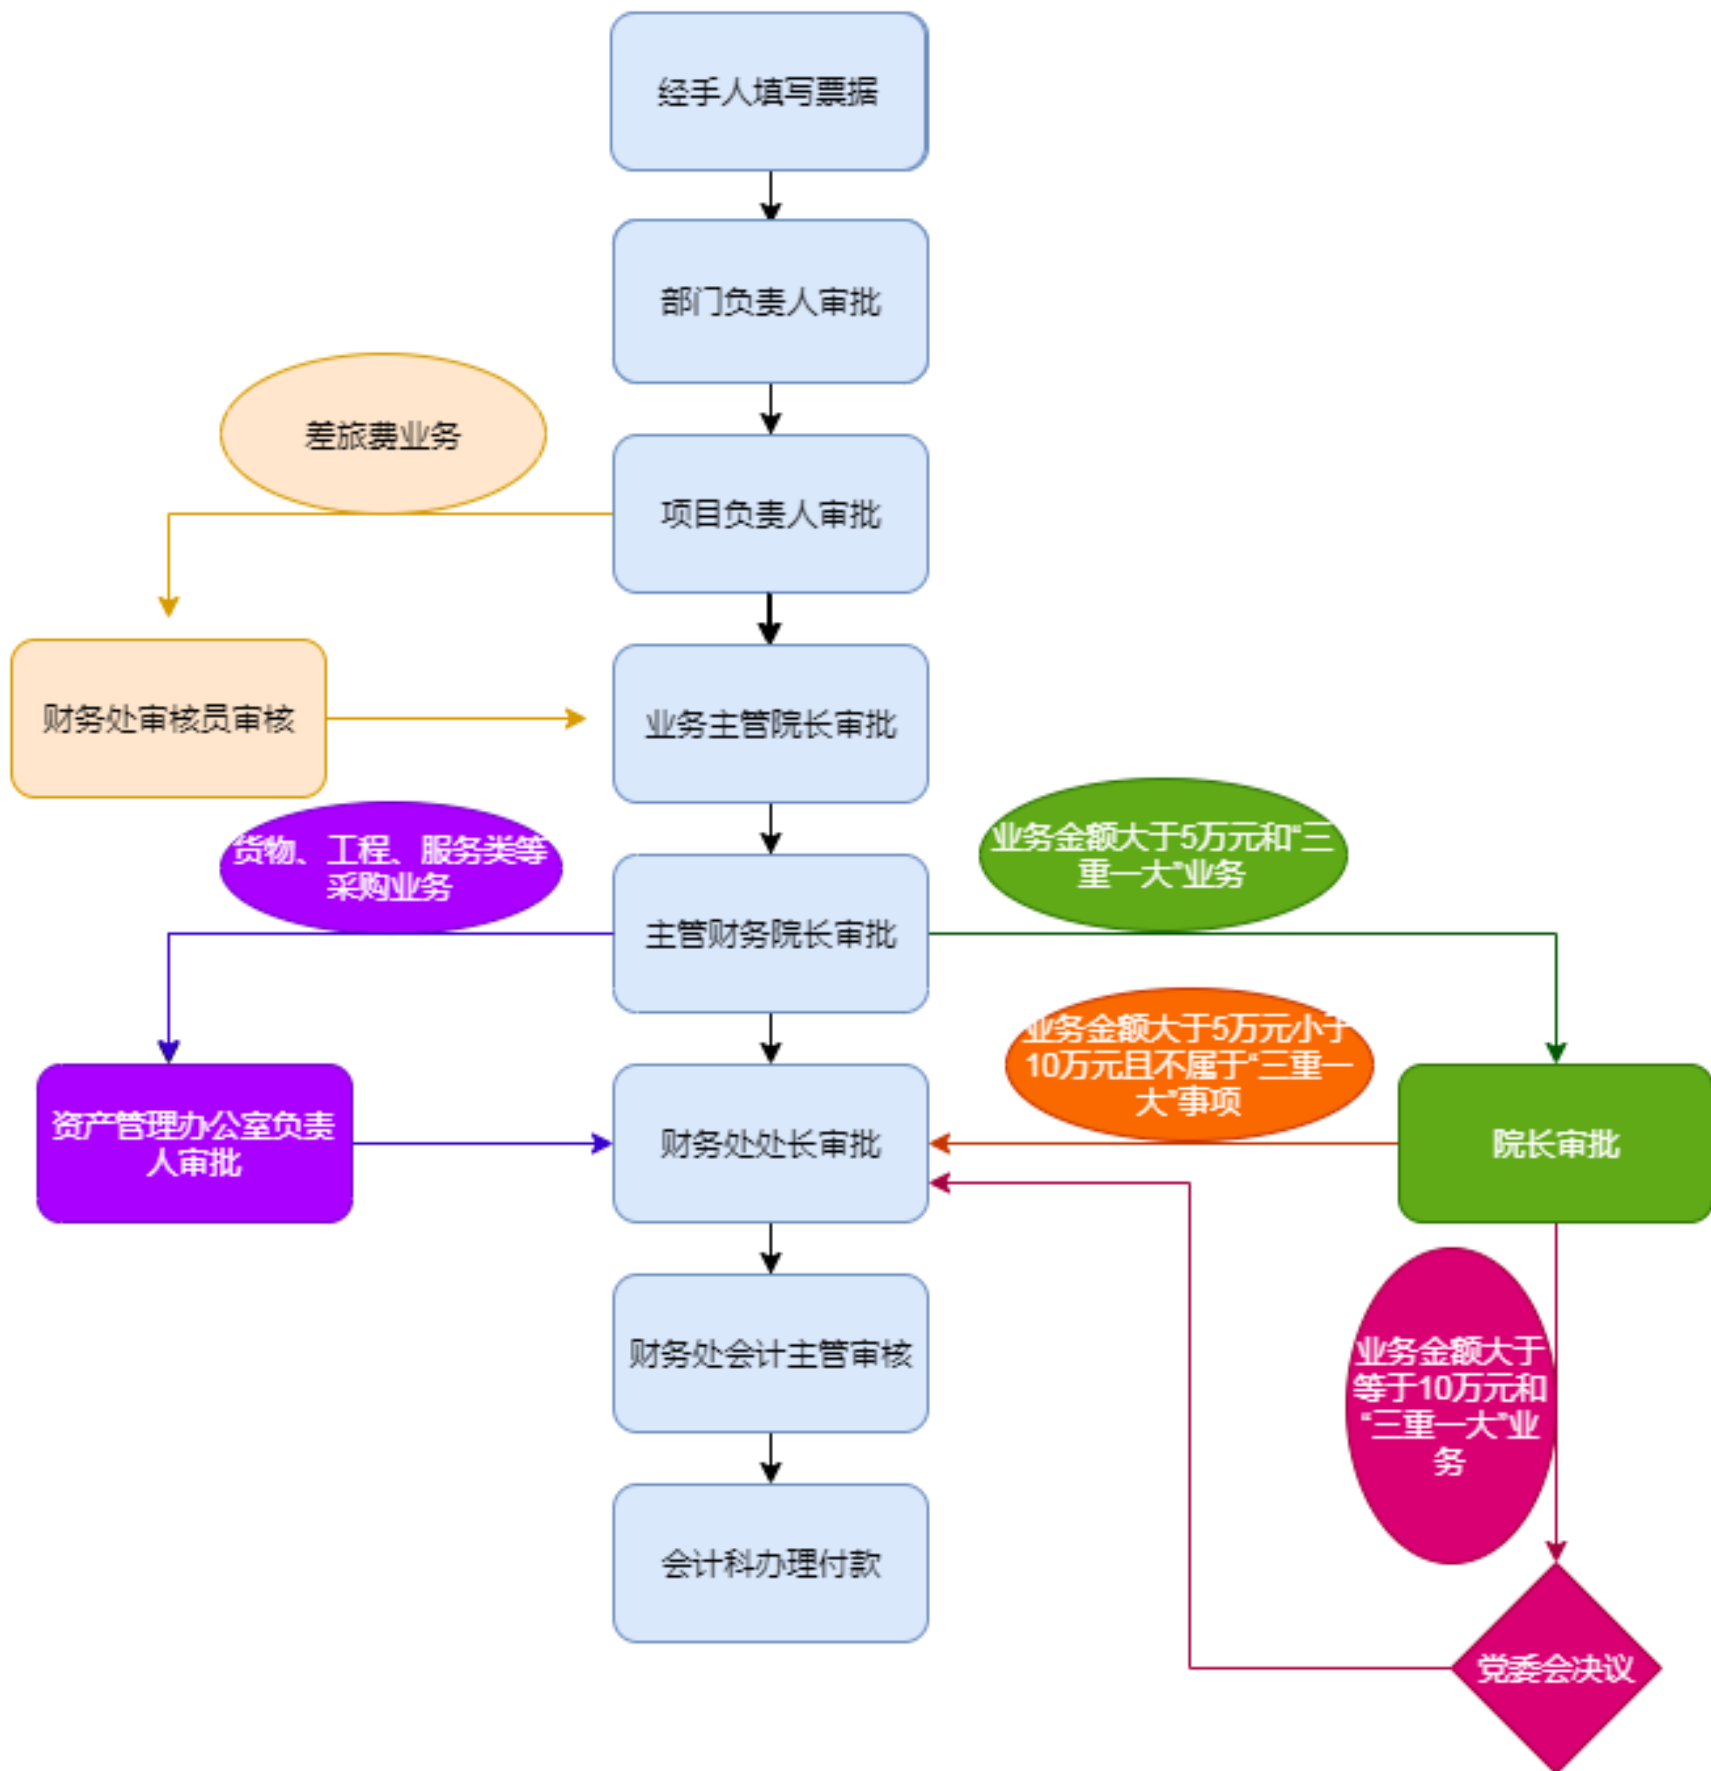 经手人填写票据
部门负责人审批
差旅费业务
项目负责人审批
财务处审核员审核
业务主管院长审批
货物、工程、服务类等
采购业务
业务金额大于5万元和“三
重一大”业务
主管财务院长审批
业务金额大于5万元小于
10万元且不属于“三重一
大”事项
资产管理办公室负责
人审批
财务处处长审批
院长审批
财务处会计主管审核
业务金额大于
等于10万元和
“三重一大”业
务
会计科办理付款
党委会决议